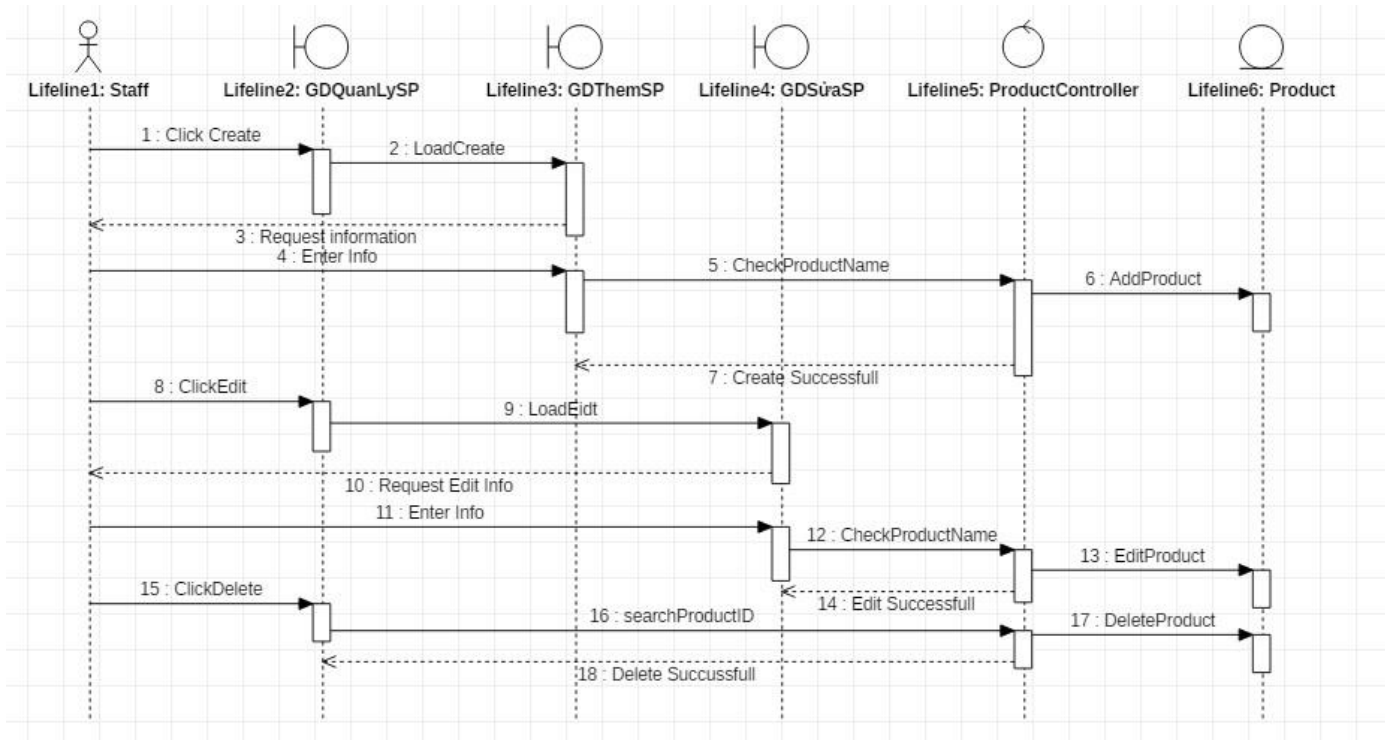 Lifeline1: Staff
Lifeline2: GDQuanLySP
Lifeline3: GDThemSP
Lifeline4: GDSửaSP
Lifeline5: ProductController
Lifeline6: Product
1 : Click Create
2 : LoadCreate
3 : Request information
4 : Enter Info
5 : CheckProductName
6 : AddProduct
7 : Create Successfull
8 : ClickEdit
9 : LoadEidt
10 : Request Edit Info
11 : Enter Info
12 : CheckProductName
13 : EditProduct
14 : Edit Successfull
15 : ClickDelete
16 : searchProductID
17 : DeleteProduct
18 : Delete Succussfull